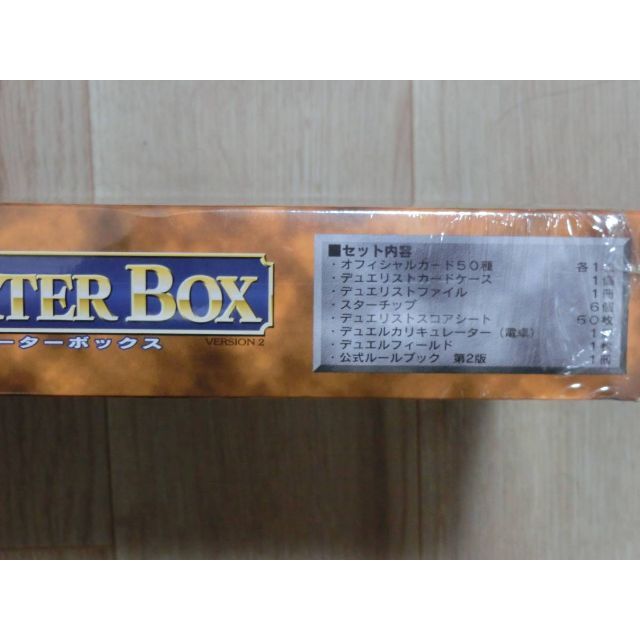 TER BOX
ーターボックス
VERSION 2
■セット内容
・オフィシャルカード50種 各1
・デュエリストカードケース 1個
・デュエリストファイル 1冊
・スターチップ 6個
・デュエリストスコアシート 50枚
・デュエルカリキュレーター（電卓） 1
・デュエルフィールド 1
・公式ルールブック 第2版 1冊